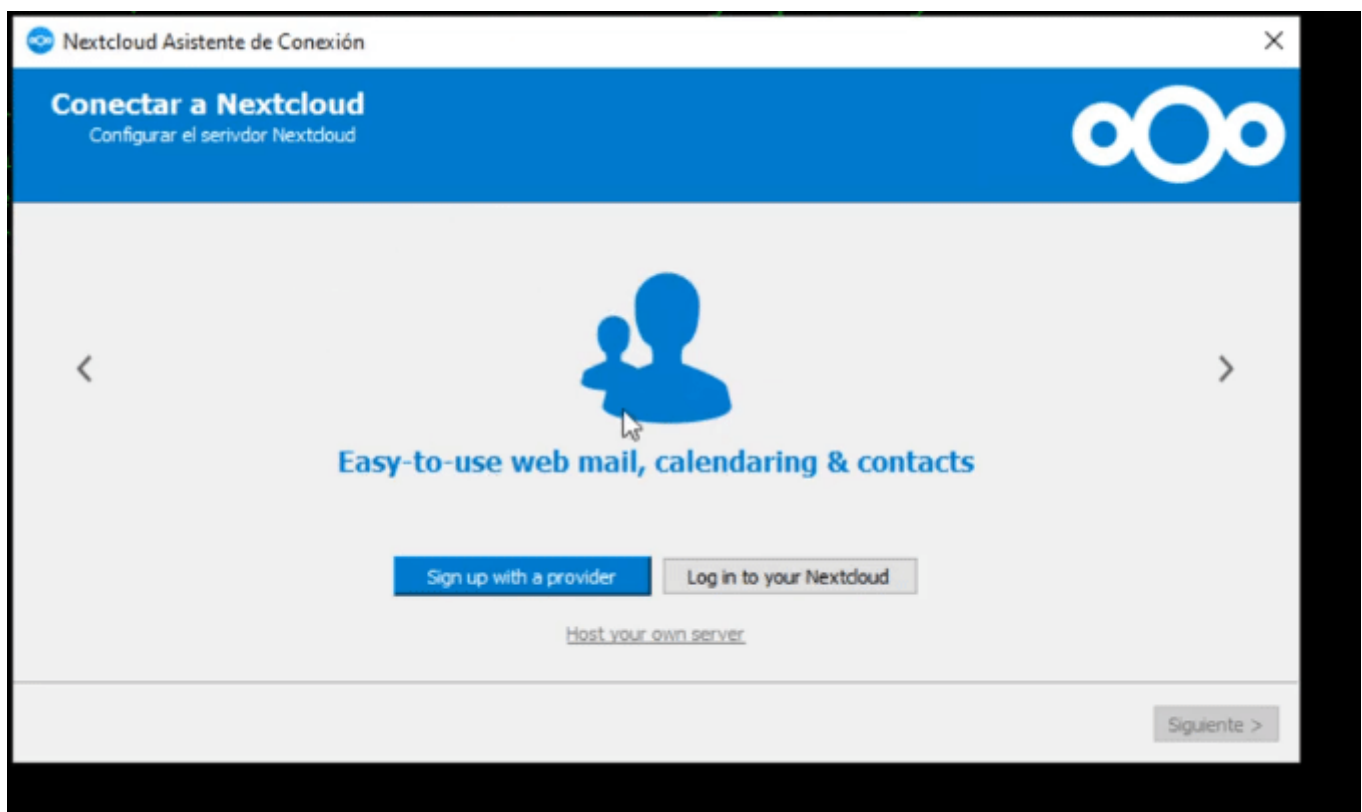 Nextcloud Asistente de Conexión
Conectar a Nextcloud
Configurar el serivdor Nextcloud
Easy-to-use web mail, calendaring & contacts
Sign up with a provider
Log in to your Nextcloud
Host your own server
Siguiente >